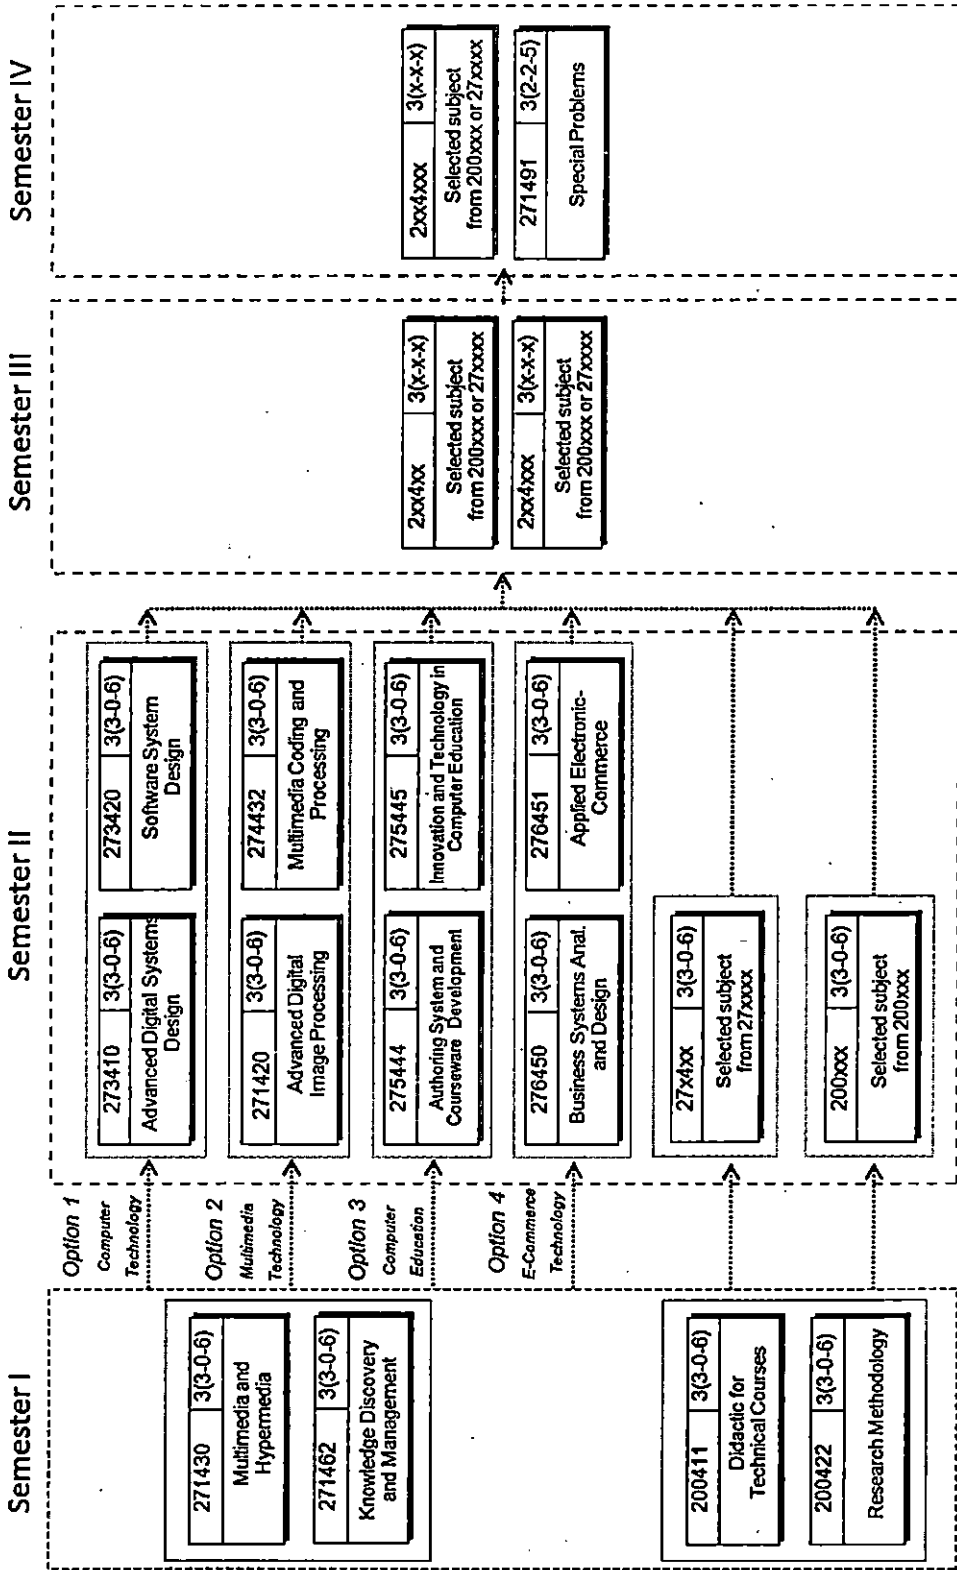 Semester I
271430 3(3-0-6)
Multimedia and
Hypermedia
271462 3(3-0-6)
Knowledge Discovery
and Management
200411 3(3-0-6)
Didactic for
Technical Courses
200422 3(3-0-6)
Research Methodology
Option 1
Computer
Technology
Option 2
Multimedia
Technology
Option 3
Computer
Education
Option 4
E-Commerce
Technology
Semester II
273410 3(3-0-6)
Advanced Digital Systems
Design
273420 3(3-0-6)
Software System
Design
271420 3(3-0-6)
Advanced Digital
Image Processing
274432 3(3-0-6)
Multimedia Coding and
Processing
275444 3(3-0-6)
Authoring System and
Courseware Development
275445 3(3-0-6)
Innovation and Technology in
Computer Education
276450 3(3-0-6)
Business Systems Anal.
and Design
276451 3(3-0-6)
Applied Electronic-
Commerce
27x4xx 3(3-0-6)
Selected subject
from 27xxxx
200xxx 3(3-0-6)
Selected subject
from 200xxx
Semester III
2xx4xx 3(x-x-x)
Selected subject
from 200xxx or 27xxxx
2xx4xx 3(x-x-x)
Selected subject
from 200xxx or 27xxxx
Semester IV
2xx4xxx 3(x-x-x)
Selected subject
from 200xxx or 27xxxx
271491 3(2-2-5)
Special Problems